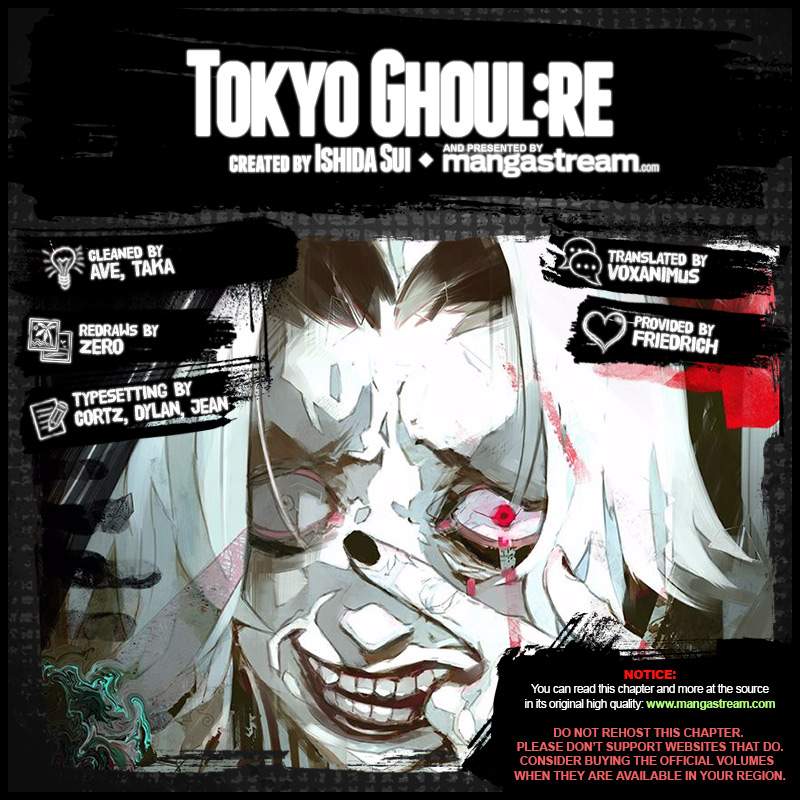 TOKYO GHOUL:RE
CREATED BY ISHIDA SUI ◆ AND PRESENTED BY mangastream.com
CLEANED BY
AVE, TAKA
REDRAWS BY
ZERO
TYPESETTING BY
CORTZ, DYLAN, JEAN
TRANSLATED BY
VOXANIMUS
PROVIDED BY
FRIEDRICH
NOTICE:
You can read this chapter and more at the source
in its original high quality: www.mangastream.com
DO NOT REHOST THIS CHAPTER.
PLEASE DON'T SUPPORT WEBSITES THAT DO.
CONSIDER BUYING THE OFFICIAL VOLUMES
WHEN THEY ARE AVAILABLE IN YOUR REGION.